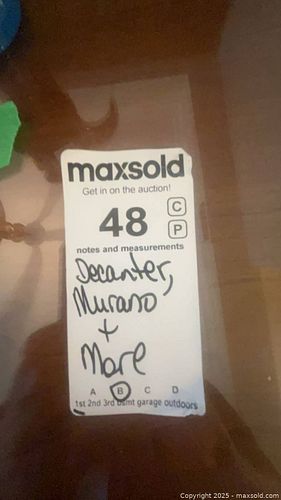 maxsold
Get in on the auction!
48
C
P
notes and measurements
Decanter,
Murano
+
More
A B C D
1st 2nd 3rd bsmt garage outdoors
Copyright 2025 - maxsold.com